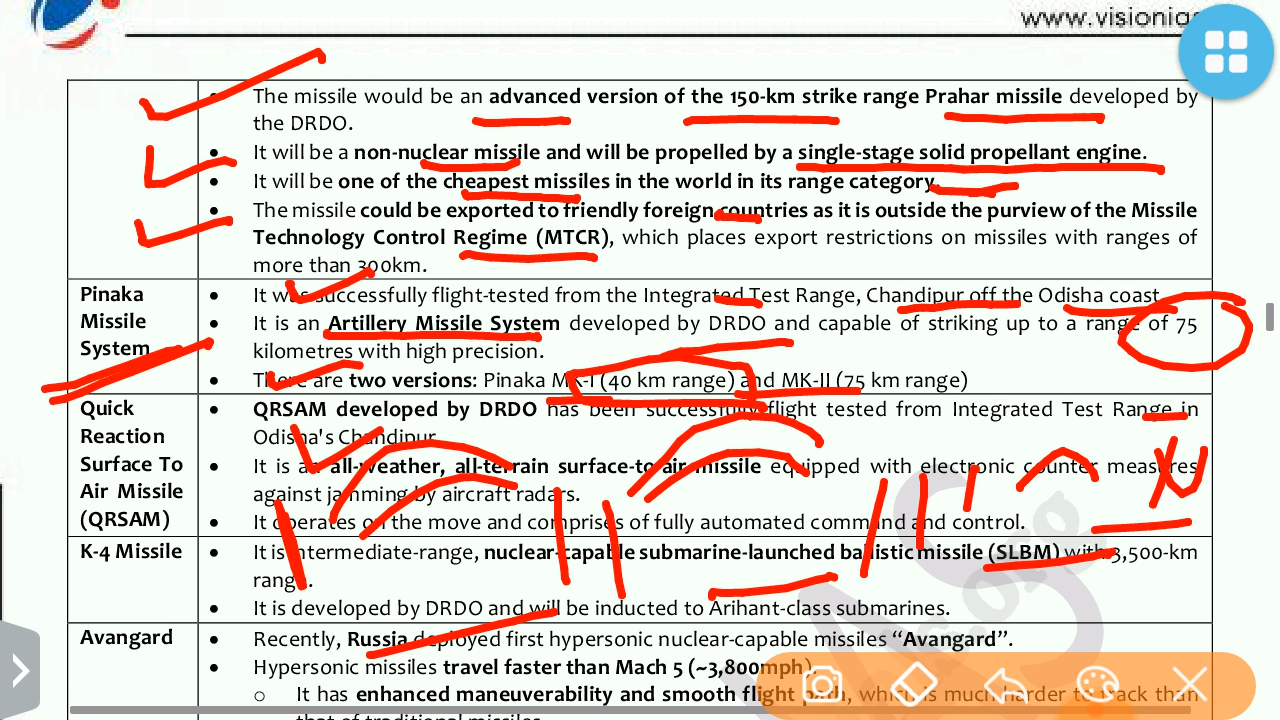 www.visionia
• The missile would be an advanced version of the 150-km strike range Prahar missile developed by
the DRDO.
• It will be a non-nuclear missile and will be propelled by a single-stage solid propellant engine.
• It will be one of the cheapest missiles in the world in its range category.
• The missile could be exported to friendly foreign countries as it is outside the purview of the Missile
Technology Control Regime (MTCR), which places export restrictions on missiles with ranges of
more than 300km.
Pinaka
Missile
System
• It was successfully flight-tested from the Integrated Test Range, Chandipur off the Odisha coast
• It is an Artillery Missile System developed by DRDO and capable of striking up to a range of 75
kilometres with high precision.
• There are two versions: Pinaka MK-I (40 km range) and MK-II (75 km range)
Quick
Reaction
Surface To
Air Missile
(QRSAM)
• QRSAM developed by DRDO has been successfully flight tested from Integrated Test Range in
Odisha's Chandipur
• It is an all-weather, all-terrain surface-to-air missile equipped with electronic counter measures
against jamming by aircraft radars.
• It operates on the move and comprises of fully automated command and control.
K-4 Missile
• It is intermediate-range, nuclear-capable submarine-launched ballistic missile (SLBM) with 3,500-km
range.
• It is developed by DRDO and will be inducted to Arihant-class submarines.
Avangard
• Recently, Russia deployed first hypersonic nuclear-capable missiles “Avangard”.
• Hypersonic missiles travel faster than Mach 5 (~3,800mph).
o It has enhanced maneuverability and smooth flight path, which is much harder to track than
that of traditional missiles